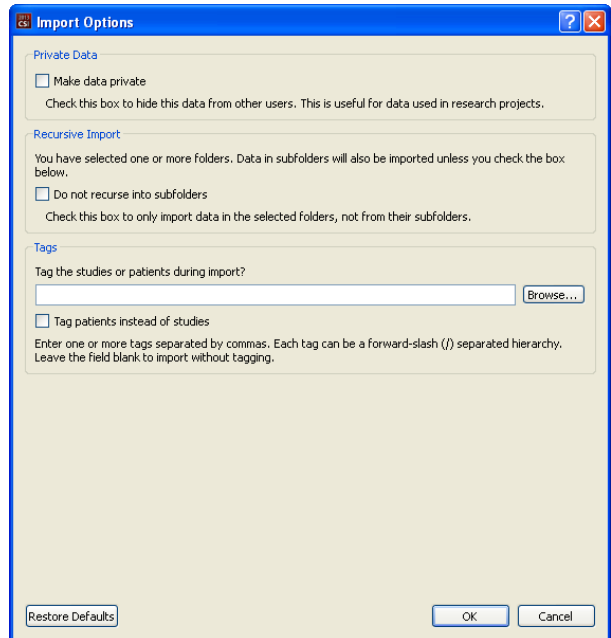 2015
CSI Import Options
Private Data
Make data private
Check this box to hide this data from other users. This is useful for data used in research projects.
Recursive Import
You have selected one or more folders. Data in subfolders will also be imported unless you check the box
below.
Do not recurse into subfolders
Check this box to only import data in the selected folders, not from their subfolders.
Tags
Tag the studies or patients during import?
Browse...
Tag patients instead of studies
Enter one or more tags separated by commas. Each tag can be a forward-slash (/) separated hierarchy.
Leave the field blank to import without tagging.
Restore Defaults OK Cancel